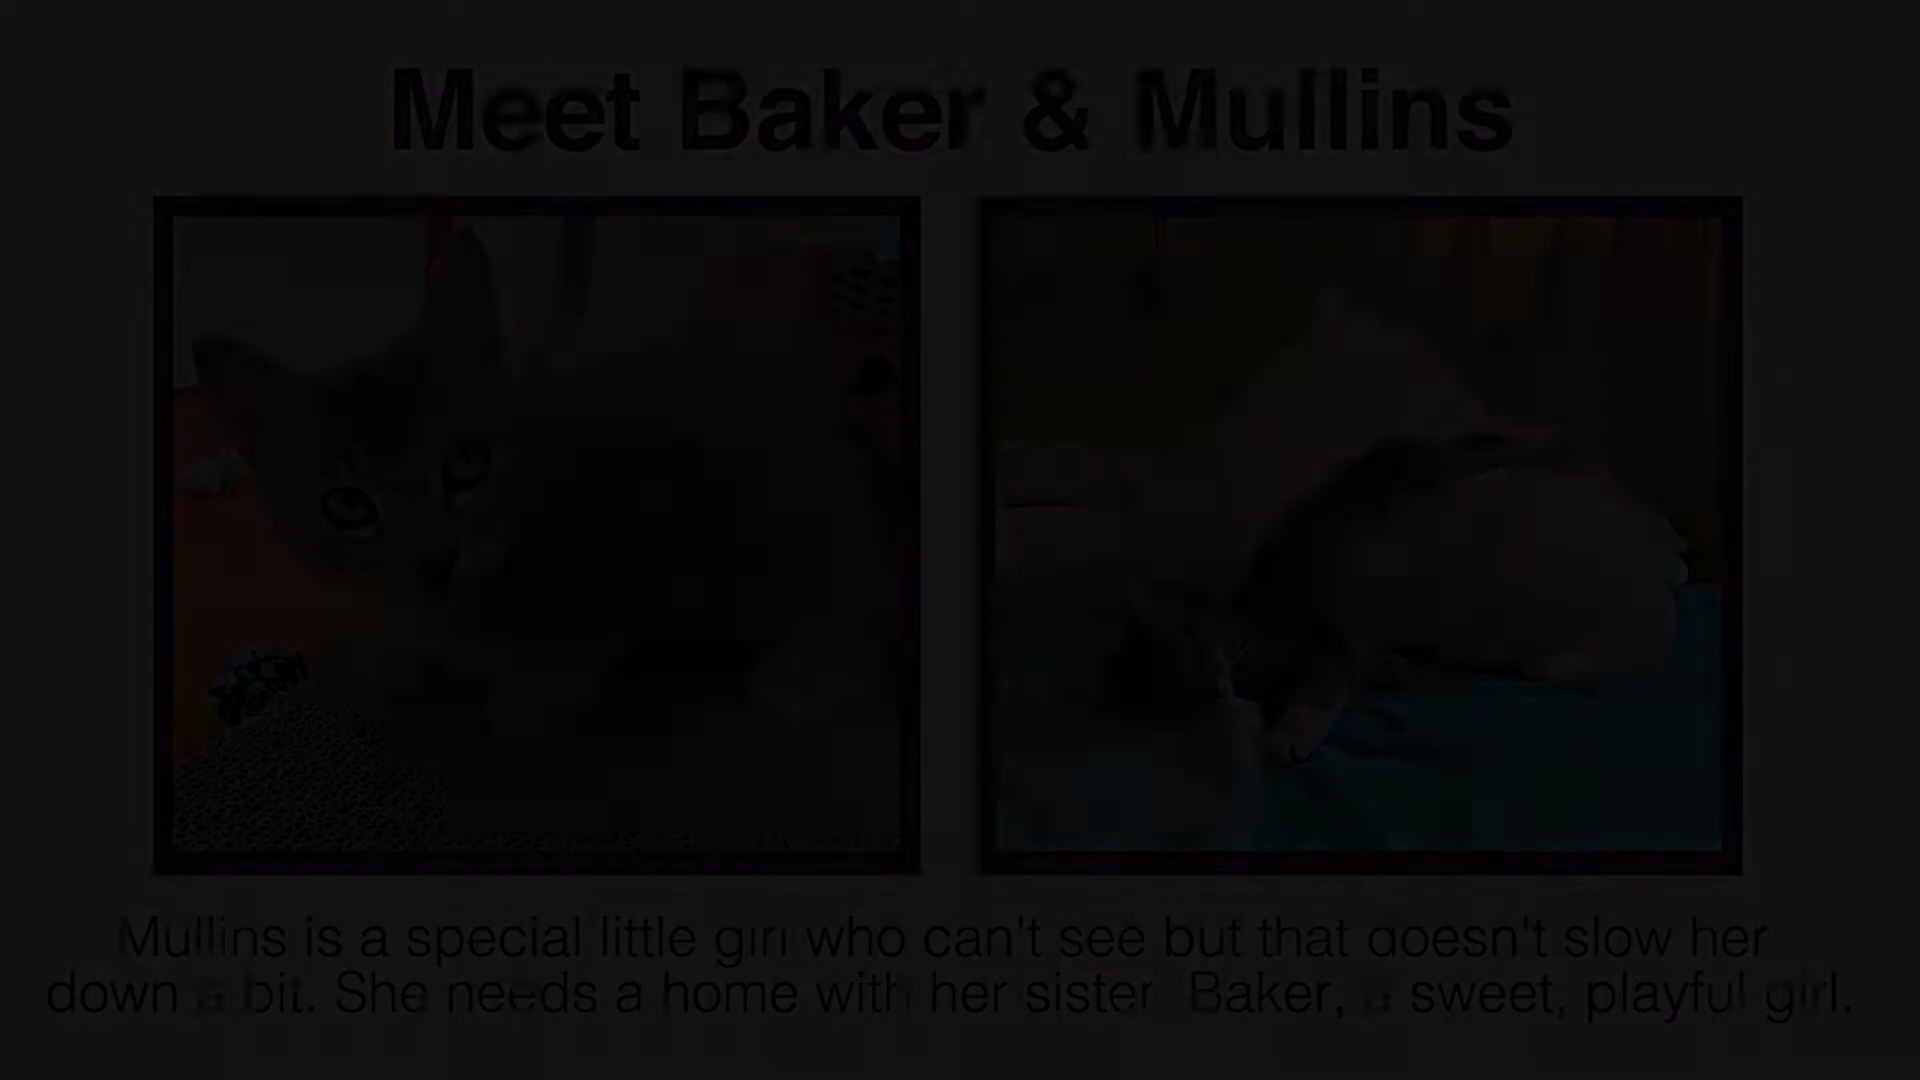 Meet Baker & Mullins
Mullins is a special little girl who can't see but that doesn't slow her
down a bit. She needs a home with her sister Baker, a sweet, playful girl.